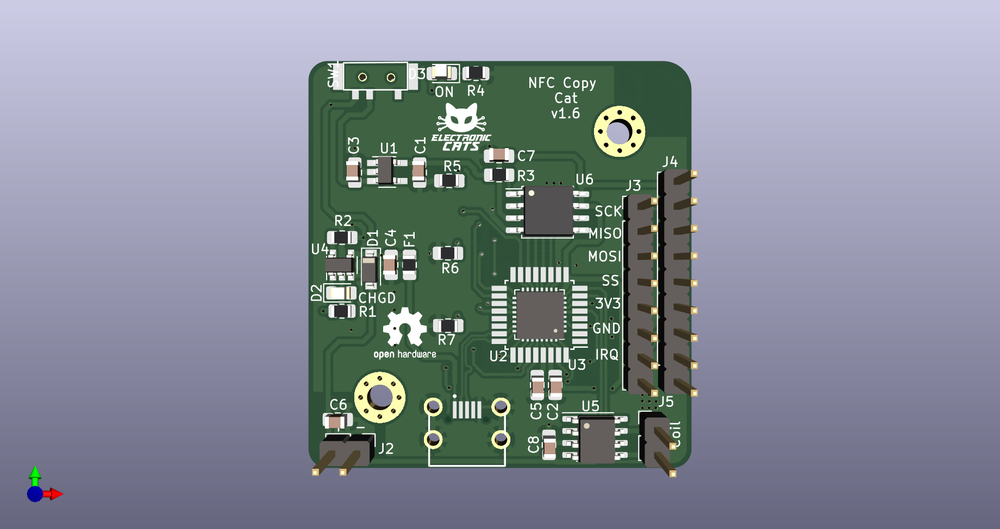 SW1
D3
ON
R4
NFC Copy
Cat
v1.6
ELECTRONIC
CATS
C3
U1
C1
R5
C7
R3
U6
J4
J3
SCK
MISO
MOSI
SS
3V3
GND
IRQ
R2
U4
D1
C4
F1
R6
D2
CHGD
R1
open hardware
R7
U2
U3
C5
C2
C6
J2
C8
U5
J5
Coil